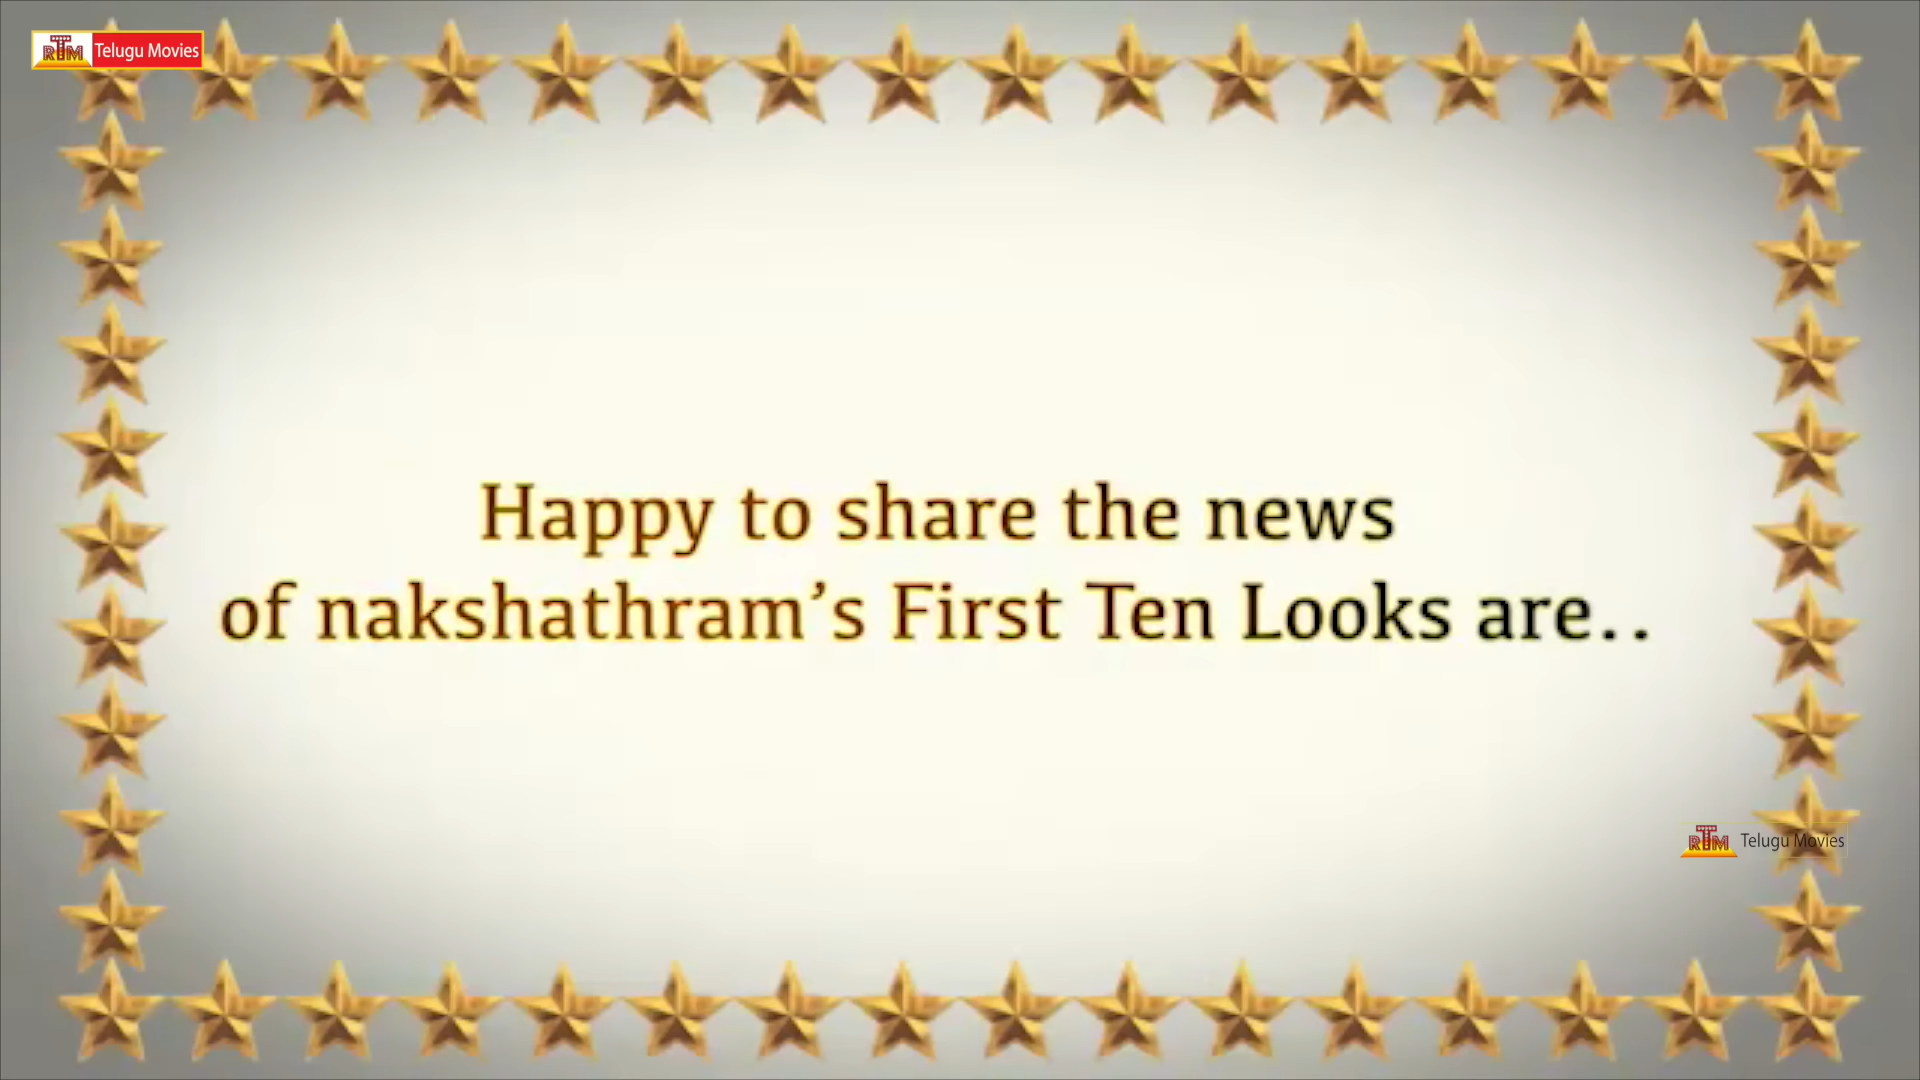 RTM Telugu Movies
Happy to share the news
of nakshathram’s First Ten Looks are..
RTM Telugu Movies